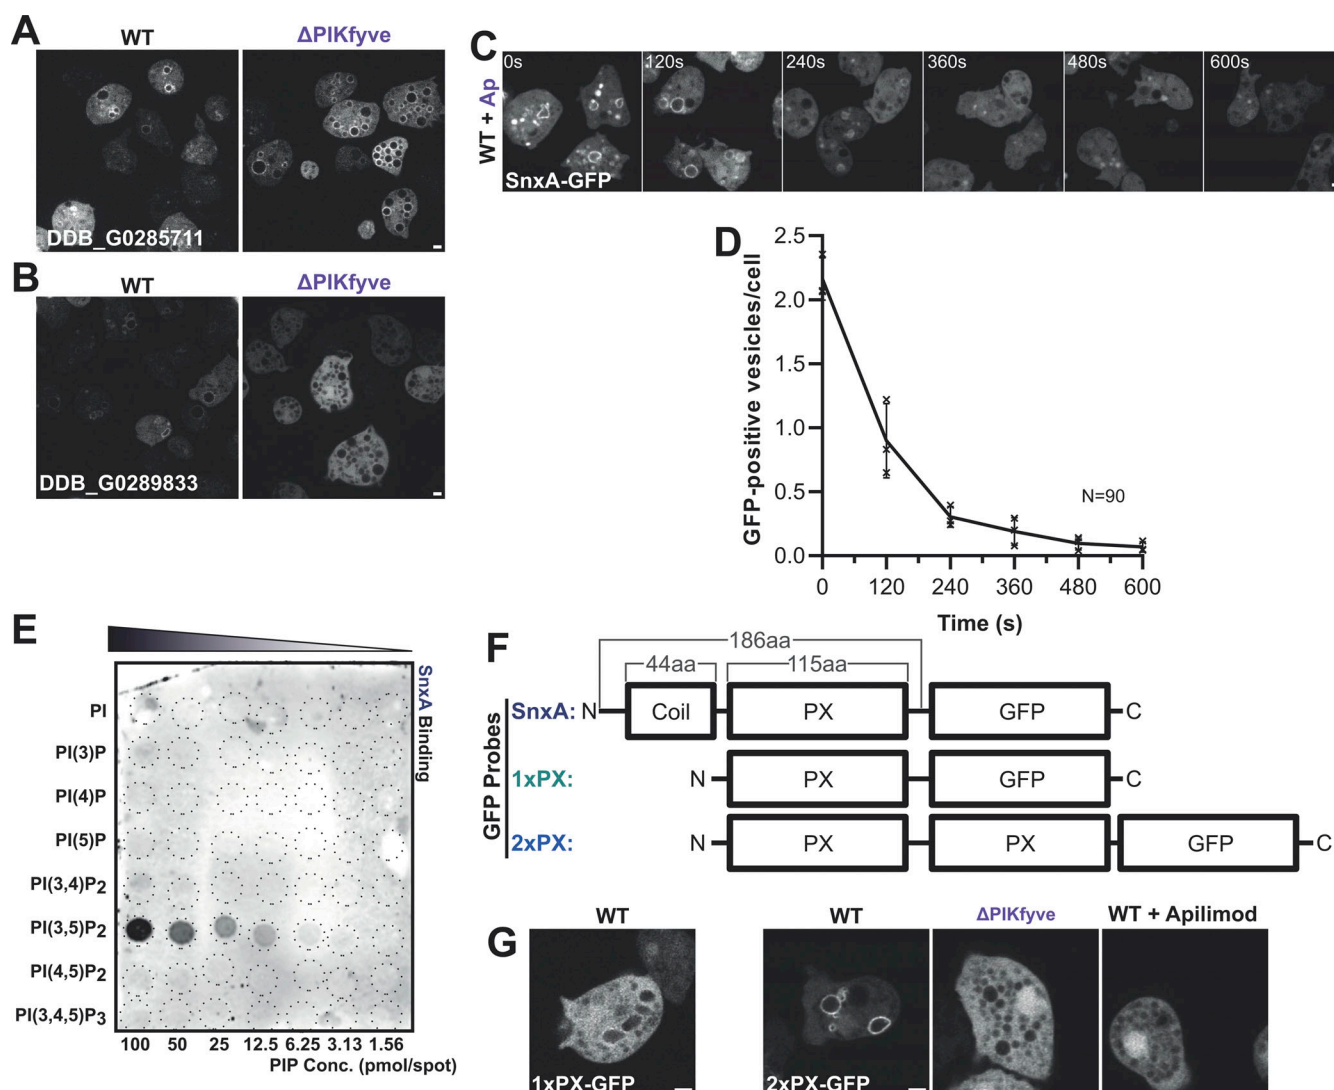 A
WT
ΔPIKfyve
DDB_G0285711
B
WT
ΔPIKfyve
DDB_G0289833
C
WT + Ap
0s
120s
240s
360s
480s
600s
SnxA-GFP
D
GFP-positive vesicles/cell
2.5
2.0
1.5
1.0
0.5
0.0
N=90
0 120 240 360 480 600
Time (s)
E
SnxA Binding
PI
PI(3)P
PI(4)P
PI(5)P
PI(3,4)P2
PI(3,5)P2
PI(4,5)P2
PI(3,4,5)P3
100 50 25 12.5 6.25 3.13 1.56
PIP Conc. (pmol/spot)
F
GFP Probes
186aa
44aa
115aa
SnxA: N Coil PX GFP C
1xPX: N PX GFP C
2xPX: N PX PX GFP C
G
WT
WT
ΔPIKfyve
WT + Apilimod
1xPX-GFP
2xPX-GFP